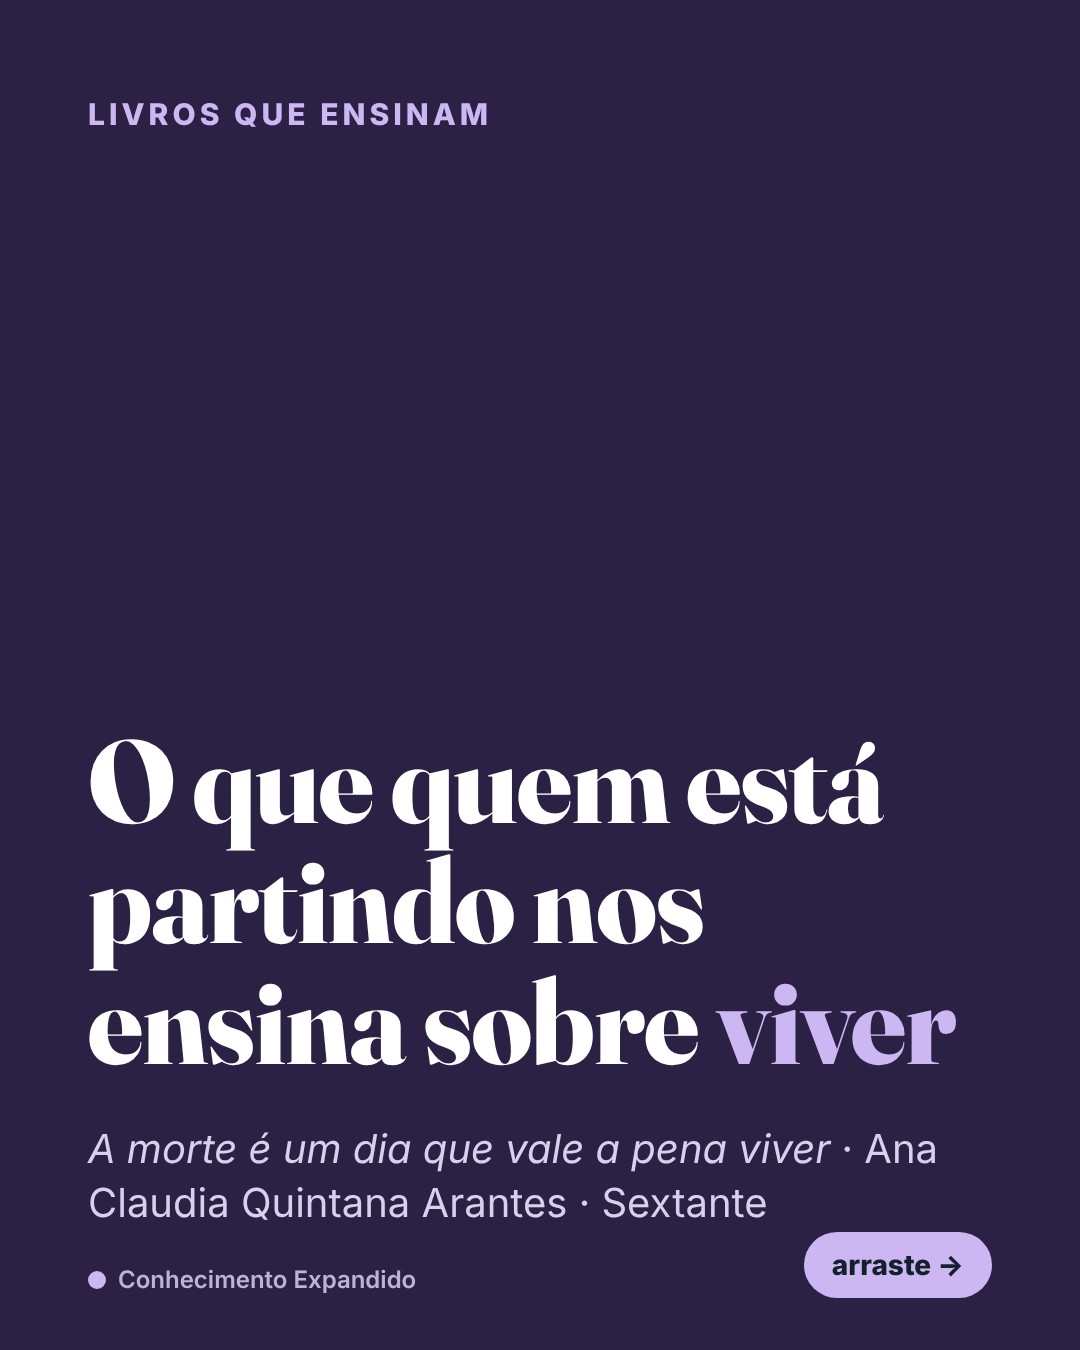 LIVROS QUE ENSINAM
O que quem está
partindo nos
ensina sobre viver
A morte é um dia que vale a pena viver · Ana
Claudia Quintana Arantes · Sextante
Conhecimento Expandido
arraste →